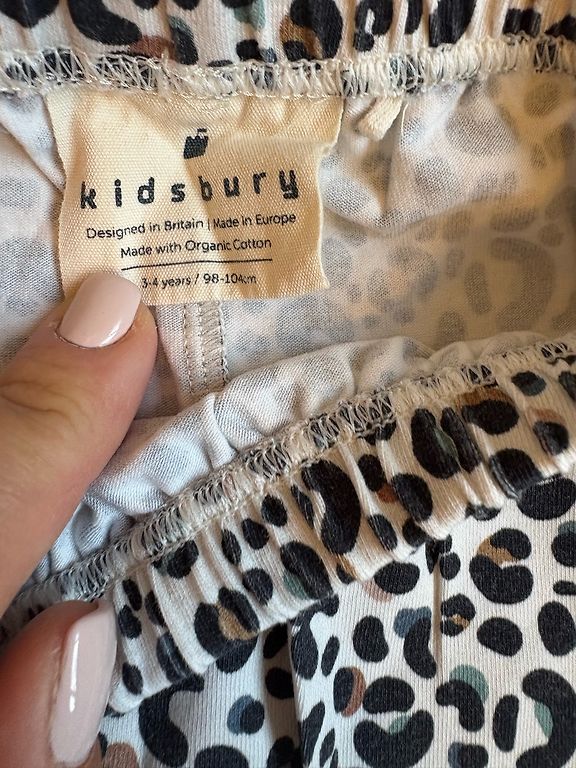 kidsbury
Designed in Britain | Made in Europe
Made with Organic Cotton
3-4 years / 98-104cm